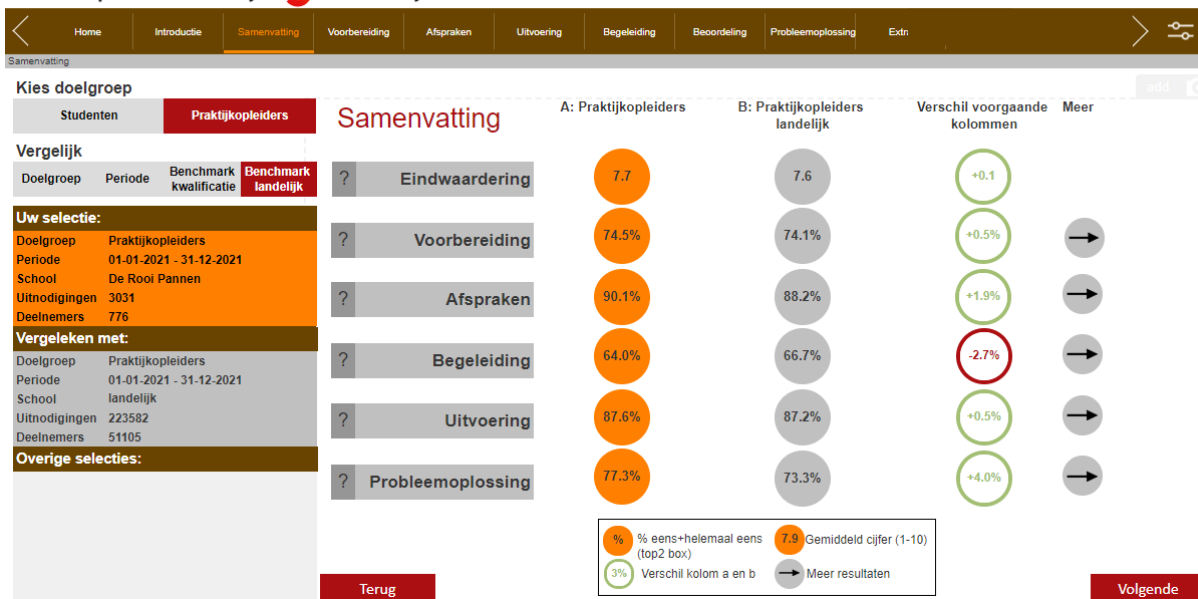 Home Introductie Samenvatting Voorbereiding Afspraken Uitvoering Begeleiding Beoordeling Probleemoplossing Extra
Samenvatting
Kies doelgroep
add
Studenten Praktijkopleiders
Vergelijk
Doelgroep Periode Benchmark kwalificatie Benchmark landelijk
Uw selectie:
Doelgroep Praktijkopleiders
Periode 01-01-2021 - 31-12-2021
School De Rooi Pannen
Uitnodigingen 3031
Deelnemers 776
Vergeleken met:
Doelgroep Praktijkopleiders
Periode 01-01-2021 - 31-12-2021
School landelijk
Uitnodigingen 223582
Deelnemers 51105
Overige selecties:
Samenvatting
A: Praktijkopleiders B: Praktijkopleiders landelijk Verschil voorgaande kolommen Meer
? Eindwaardering 7.7 7.6 +0.1
? Voorbereiding 74.5% 74.1% +0.5%
? Afspraken 90.1% 88.2% +1.9%
? Begeleiding 64.0% 66.7% -2.7%
? Uitvoering 87.6% 87.2% +0.5%
? Probleemoplossing 77.3% 73.3% +4.0%
% % eens+helemaal eens (top2 box) 7.9 Gemiddeld cijfer (1-10)
3% Verschil kolom a en b Meer resultaten
Terug Volgende